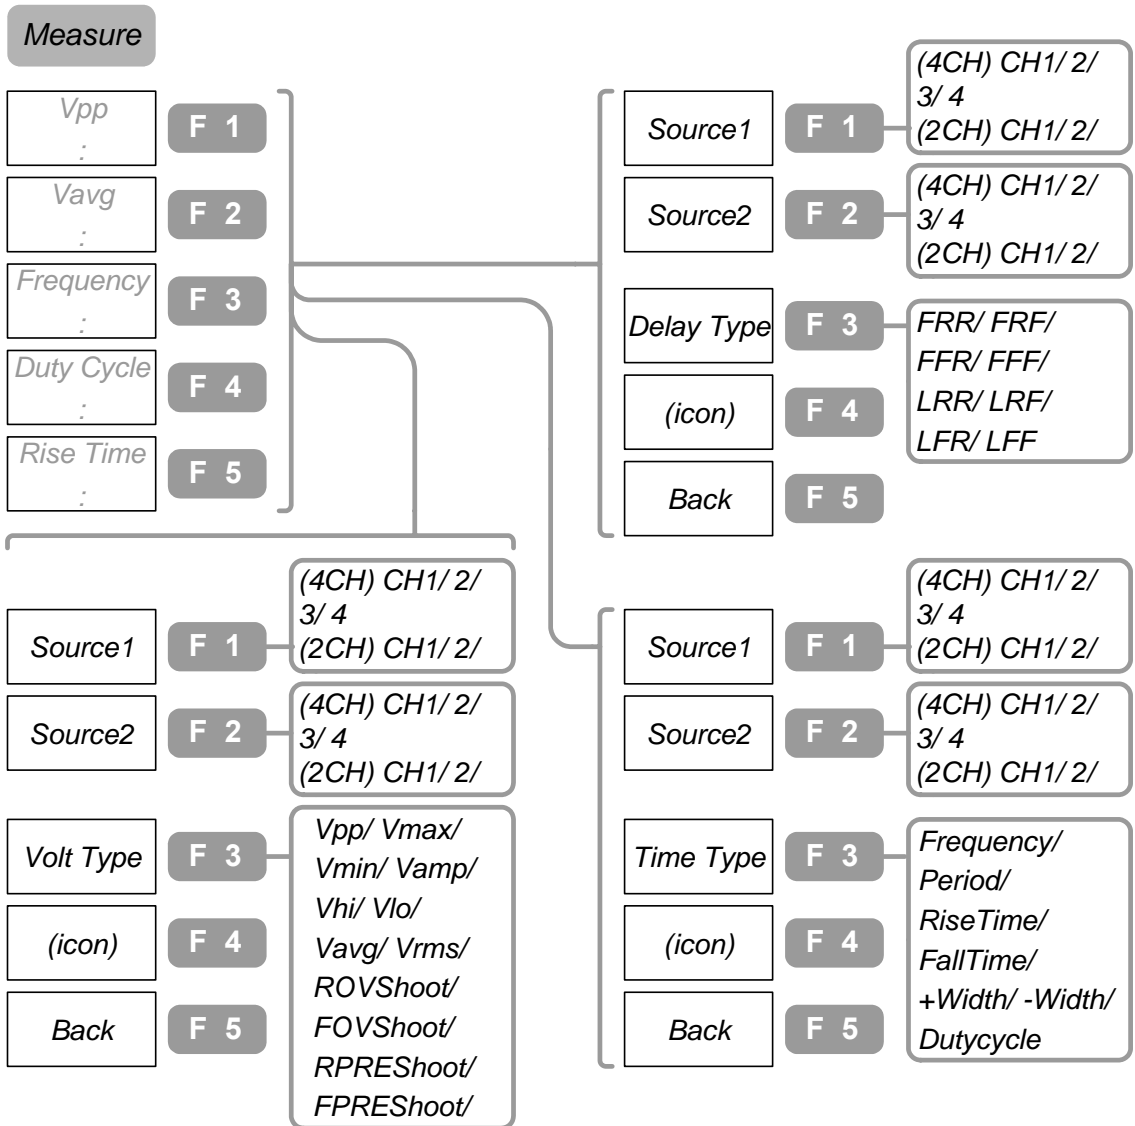 Measure
Vpp
:
F 1
Vavg
:
F 2
Frequency
:
F 3
Duty Cycle
:
F 4
Rise Time
:
F 5
Source1
F 1
(4CH) CH1/ 2/
3/ 4
(2CH) CH1/ 2/
Source2
F 2
(4CH) CH1/ 2/
3/ 4
(2CH) CH1/ 2/
Delay Type
F 3
FRR/ FRF/
FFR/ FFF/
LRR/ LRF/
LFR/ LFF
(icon)
F 4
Back
F 5
Source1
F 1
(4CH) CH1/ 2/
3/ 4
(2CH) CH1/ 2/
Source2
F 2
(4CH) CH1/ 2/
3/ 4
(2CH) CH1/ 2/
Volt Type
F 3
Vpp/ Vmax/
Vmin/ Vamp/
Vhi/ Vlo/
Vavg/ Vrms/
ROVShoot/
FOVShoot/
RPREShoot/
FPREShoot/
(icon)
F 4
Back
F 5
Source1
F 1
(4CH) CH1/ 2/
3/ 4
(2CH) CH1/ 2/
Source2
F 2
(4CH) CH1/ 2/
3/ 4
(2CH) CH1/ 2/
Time Type
F 3
Frequency/
Period/
RiseTime/
FallTime/
+Width/ -Width/
Dutycycle
(icon)
F 4
Back
F 5